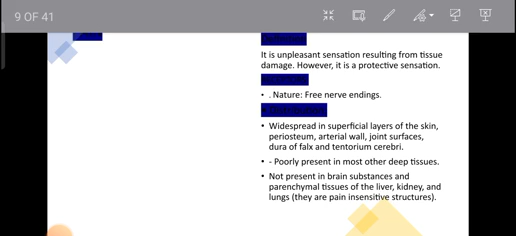 9 OF 41
It is unpleasant sensation resulting from tissue
damage. However, it is a protective sensation.
• . Nature: Free nerve endings.
• Widespread in superficial layers of the skin,
periosteum, arterial wall, joint surfaces,
dura of falx and tentorium cerebri.
• - Poorly present in most other deep tissues.
• Not present in brain substances and
parenchymal tissues of the liver, kidney, and
lungs (they are pain insensitive structures).